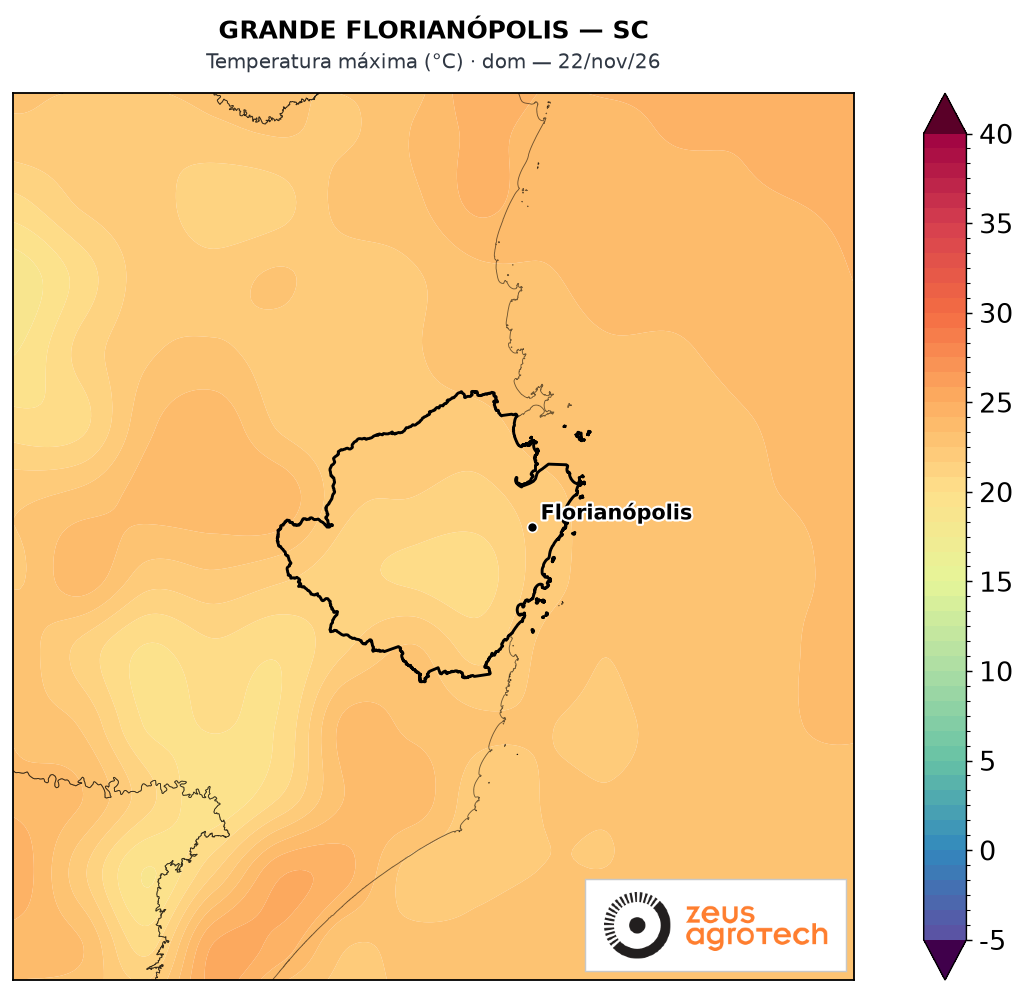 GRANDE FLORIANÓPOLIS — SC
Temperatura máxima (°C) · dom — 22/nov/26
40
35
30
25
20
15
10
5
0
-5
Florianópolis
zeus
agrotech